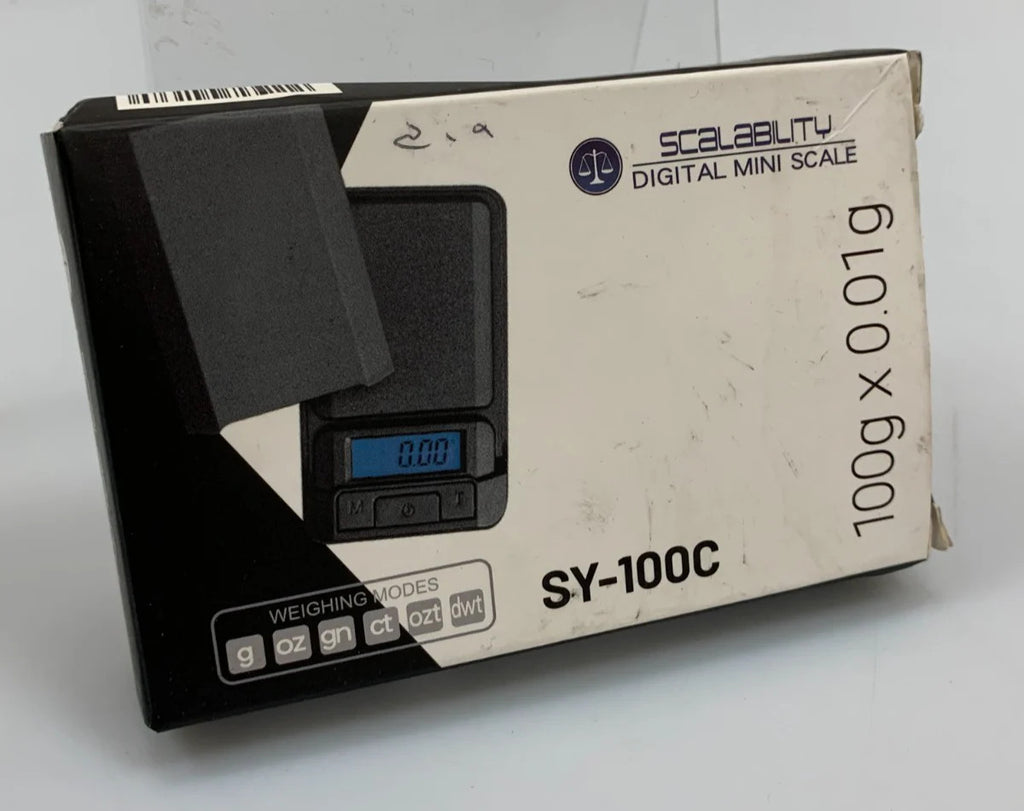 SCALABILITY
DIGITAL MINI SCALE
100g x 0.01g
0.00
M T
SY-100C
WEIGHING MODES
g oz gn ct ozt dwt